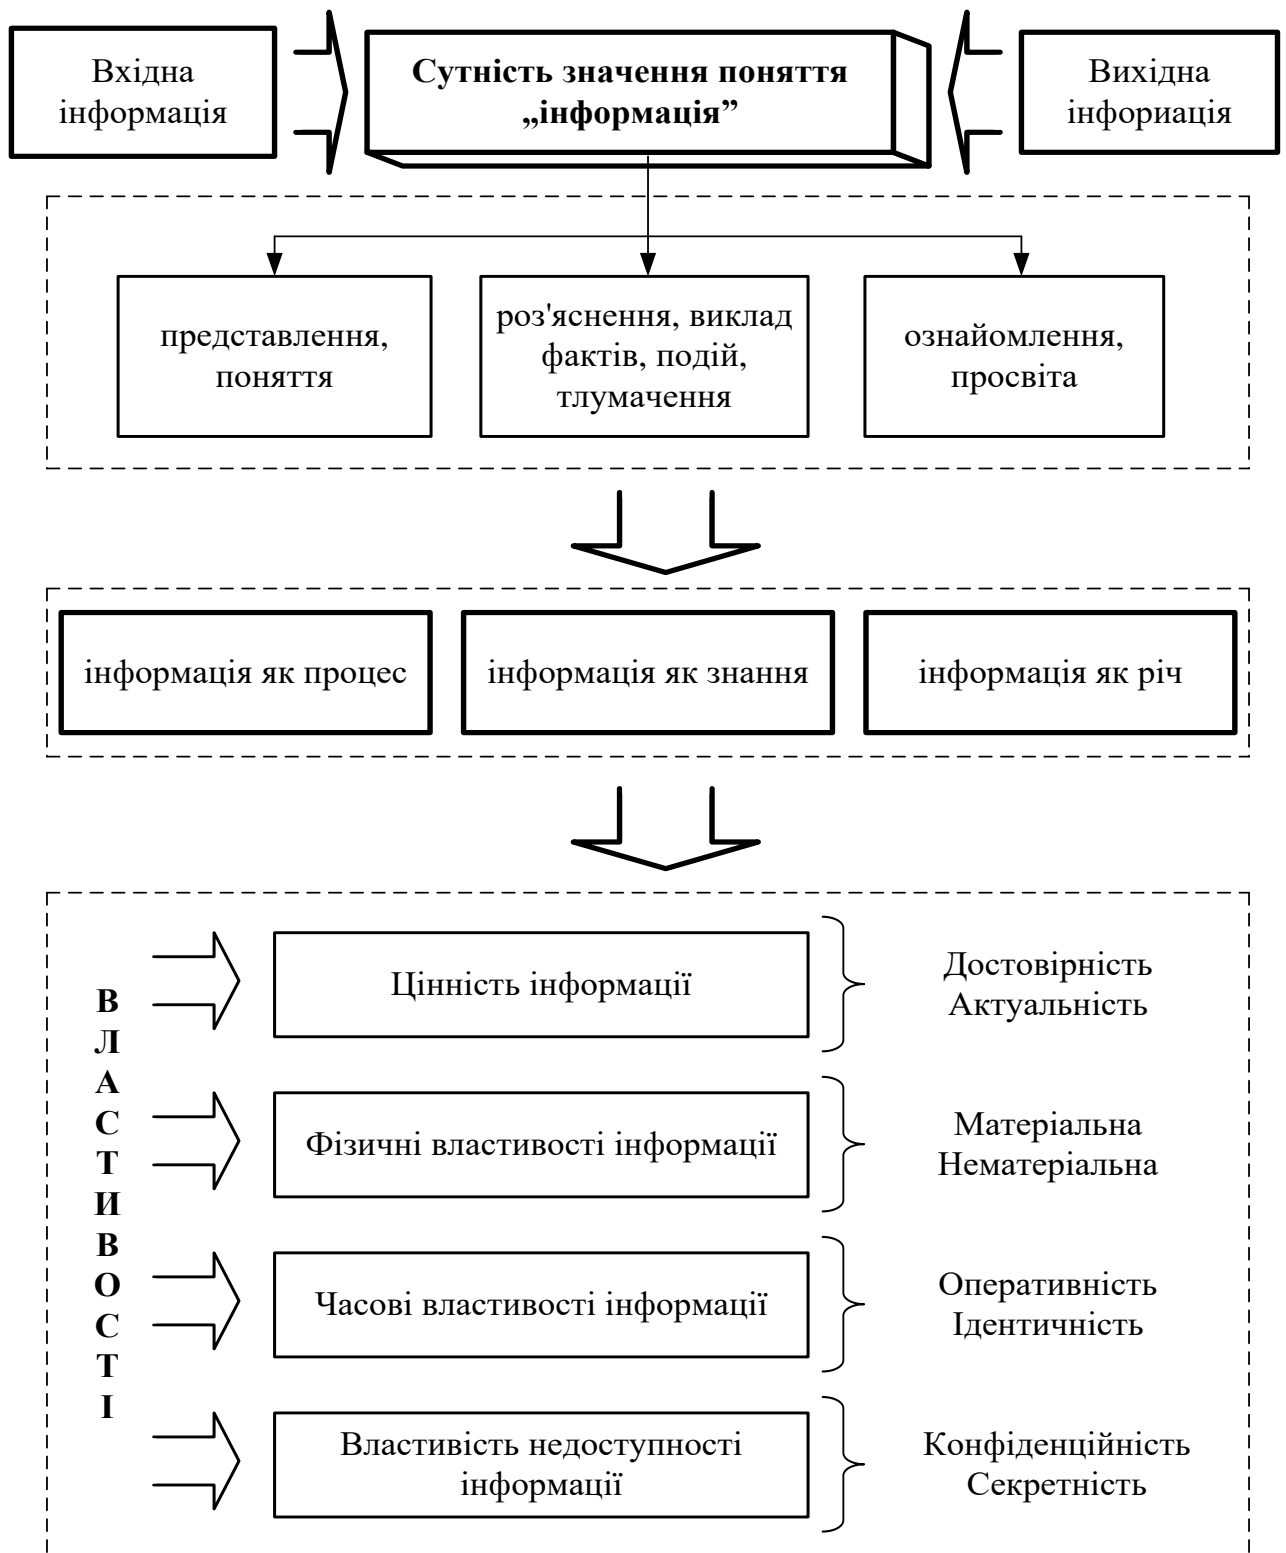 Вхідна
інформація
Сутність значення поняття
„інформація”
Вихідна
інфориація
представлення,
поняття
роз'яснення, виклад
фактів, подій,
тлумачення
ознайомлення,
просвіта
інформація як процес
інформація як знання
інформація як річ
В
Л
А
С
Т
И
В
О
С
Т
І
Цінність інформації
Достовірність
Актуальність
Фізичні властивості інформації
Матеріальна
Нематеріальна
Часові властивості інформації
Оперативність
Ідентичність
Властивість недоступності
інформації
Конфіденційність
Секретність